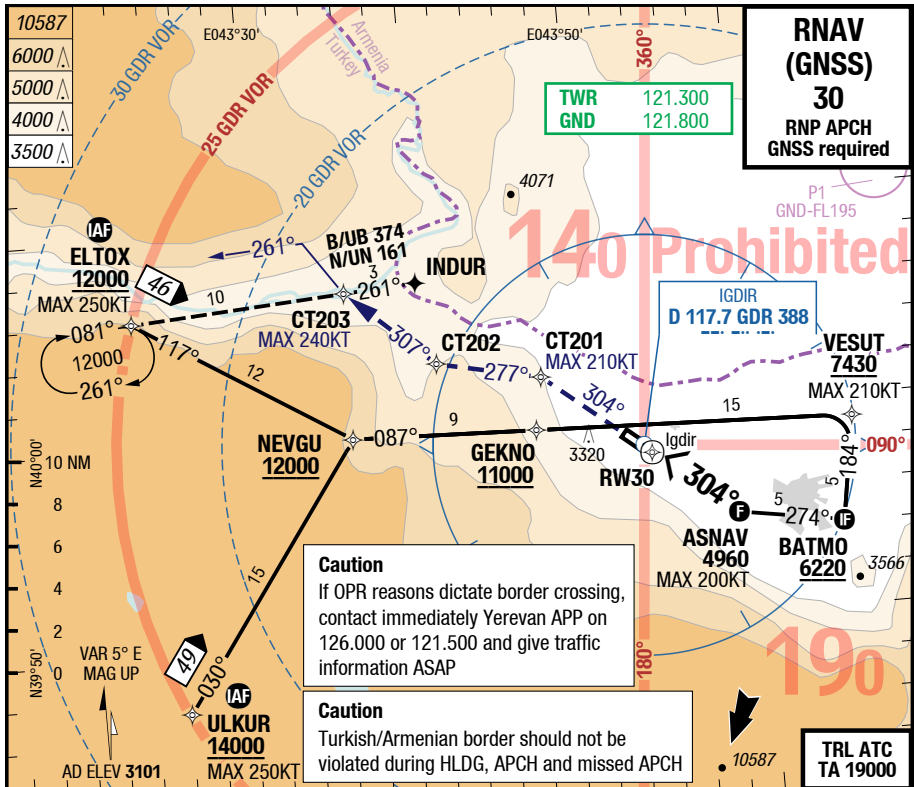 10587
6000
5000
4000
3500
E043°30'
E043°50'
360°
RNAV
(GNSS)
30
RNP APCH
GNSS required
TWR 121.300
GND 121.800
Armenia
Turkey
30 GDR VOR
25 GDR VOR
20 GDR VOR
P1
GND-FL195
4071
140 Prohibited
IAF
ELTOX
12000
MAX 250KT
46
261°
B/UB 374
N/UN 161
INDUR
3
261°
10
CT203
MAX 240KT
IGDIR
D 117.7 GDR 388
081°
12000
261°
117°
12
307°
CT202
277°
CT201
MAX 210KT
304°
VESUT
7430
MAX 210KT
15
9
NEVGU
12000
087°
GEKNO
11000
3320
Igdir
RW30
090°
184°
5
304°
5
274°
F
IF
ASNAV
4960
MAX 200KT
BATMO
6220
3566
N40°00'
10 NM
8
6
4
2
0
N39°50'
15
Caution
If OPR reasons dictate border crossing,
contact immediately Yerevan APP on
126.000 or 121.500 and give traffic
information ASAP
180°
190
VAR 5° E
MAG UP
49
030°
IAF
ULKUR
14000
MAX 250KT
Caution
Turkish/Armenian border should not be
violated during HLDG, APCH and missed APCH
10587
AD ELEV 3101
TRL ATC
TA 19000